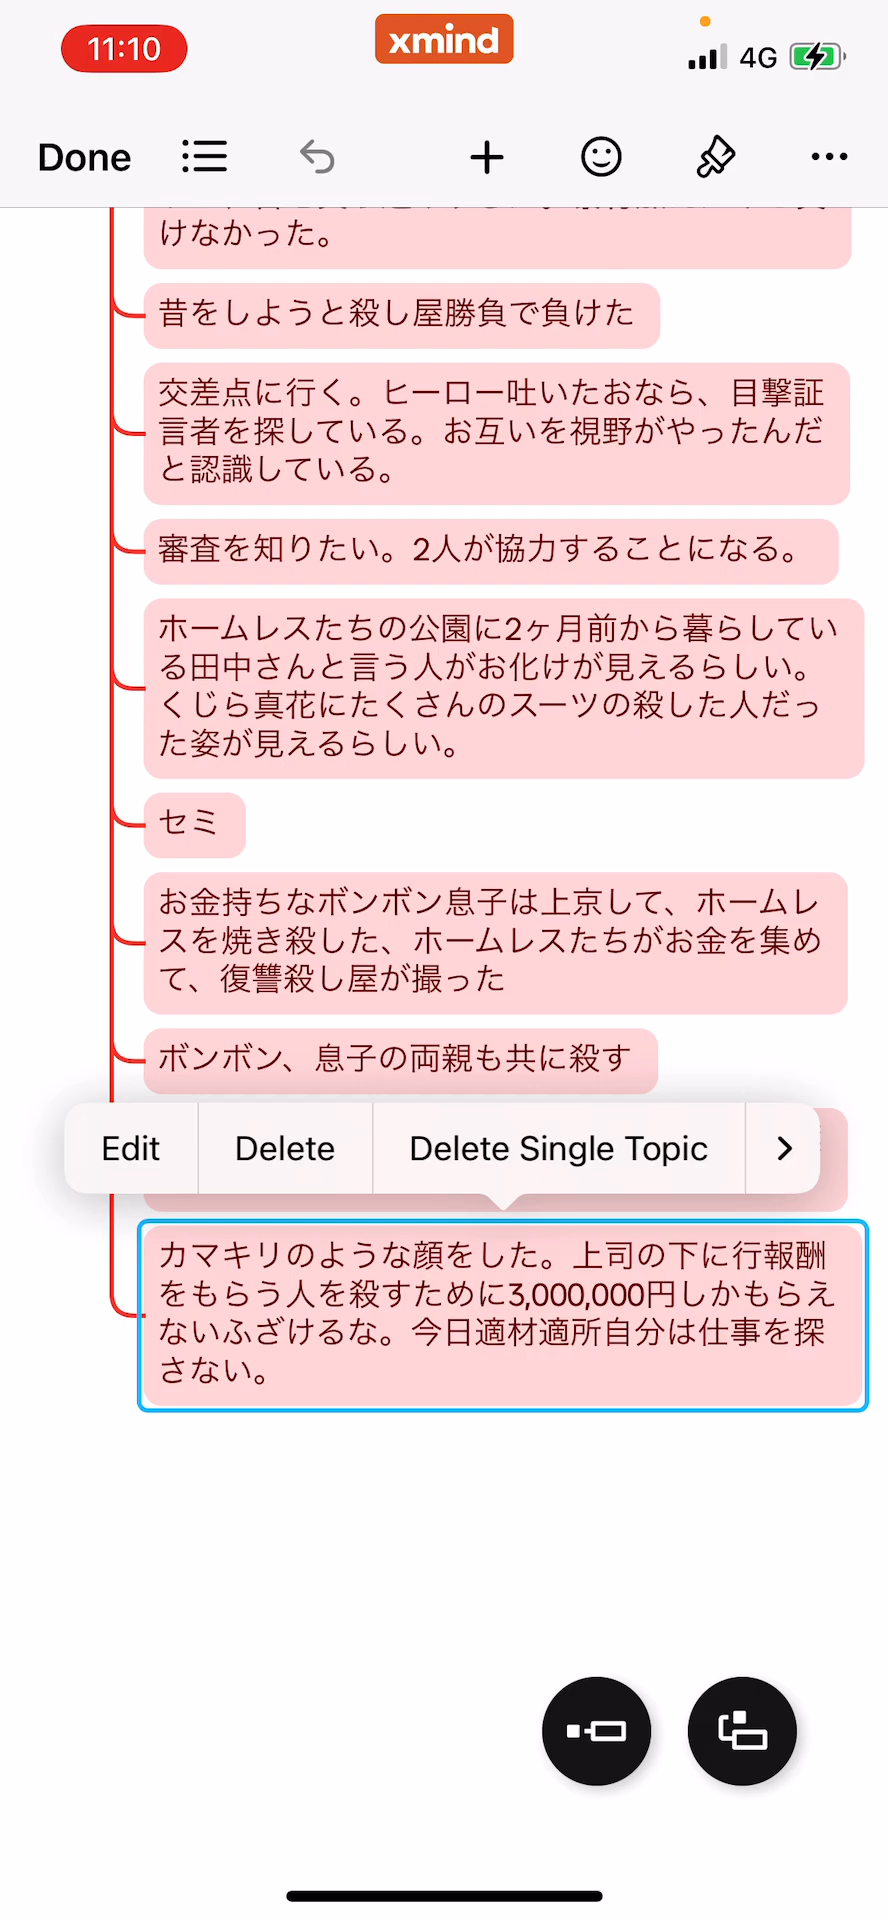 11:10
xmind
4G
Done
けなかった。
昔をしようと殺し屋勝負で負けた
交差点に行く。ヒーロー吐いたおなら、目撃証
言者を探している。お互いを視野がやったんだ
と認識している。
審査を知りたい。2人が協力することになる。
ホームレスたちの公園に2ヶ月前から暮らしてい
る田中さんと言う人がお化けが見えるらしい。
くじら真花にたくさんのスーツの殺した人だっ
た姿が見えるらしい。
セミ
お金持ちなボンボン息子は上京して、ホームレ
スを焼き殺した、ホームレスたちがお金を集め
て、復讐殺し屋が撮った
ボンボン、息子の両親も共に殺す
Edit
Delete
Delete Single Topic
カマキリのような顔をした。上司の下に行報酬
をもらう人を殺すために3,000,000円しかもらえ
ないふざけるな。今日適材適所自分は仕事を探
さない。